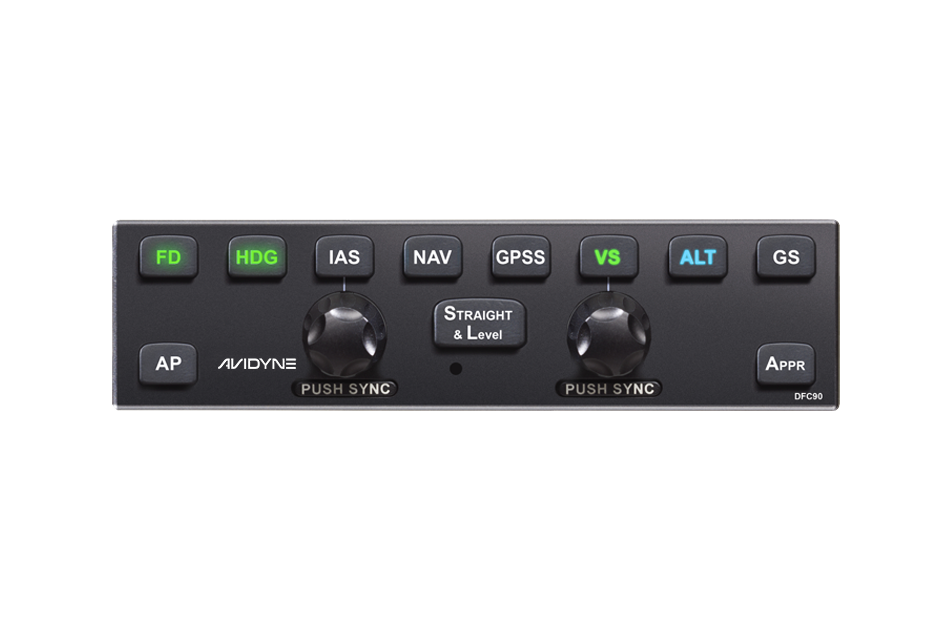 FD HDG IAS NAV GPSS VS ALT GS
STRAIGHT
& Level
AP AVIDYNE APPR
PUSH SYNC PUSH SYNC
DFC90